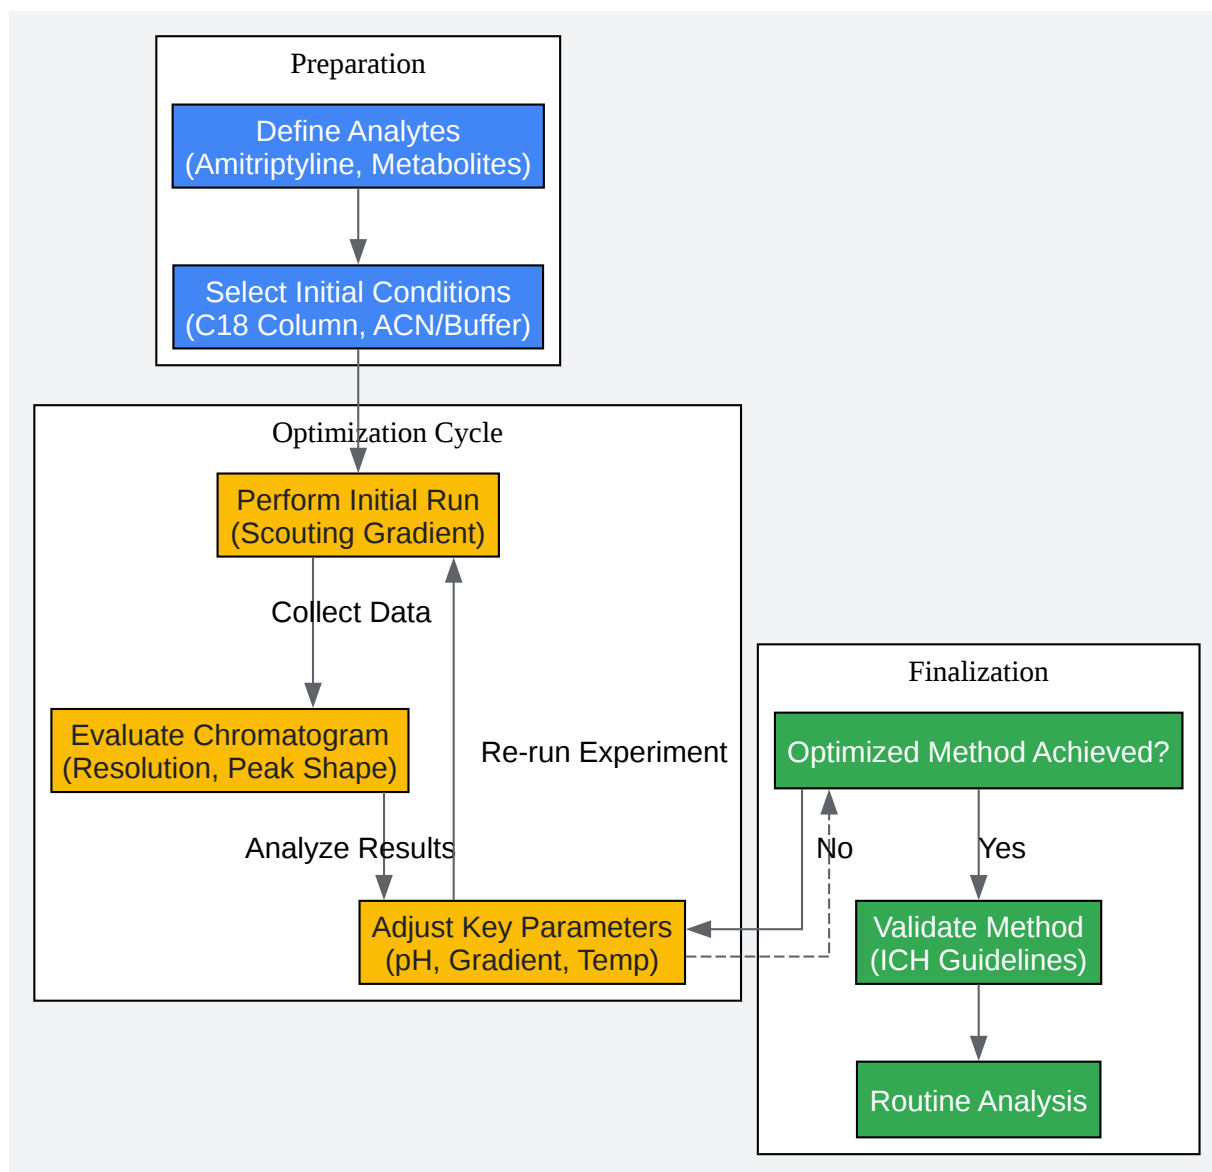 Preparation
Define Analytes
(Amitriptyline, Metabolites)
Select Initial Conditions
(C18 Column, ACN/Buffer)
Optimization Cycle
Perform Initial Run
(Scouting Gradient)
Collect Data
Evaluate Chromatogram
(Resolution, Peak Shape)
Re-run Experiment
Analyze Results
Adjust Key Parameters
(pH, Gradient, Temp)
Finalization
Optimized Method Achieved?
No
Yes
Validate Method
(ICH Guidelines)
Routine Analysis